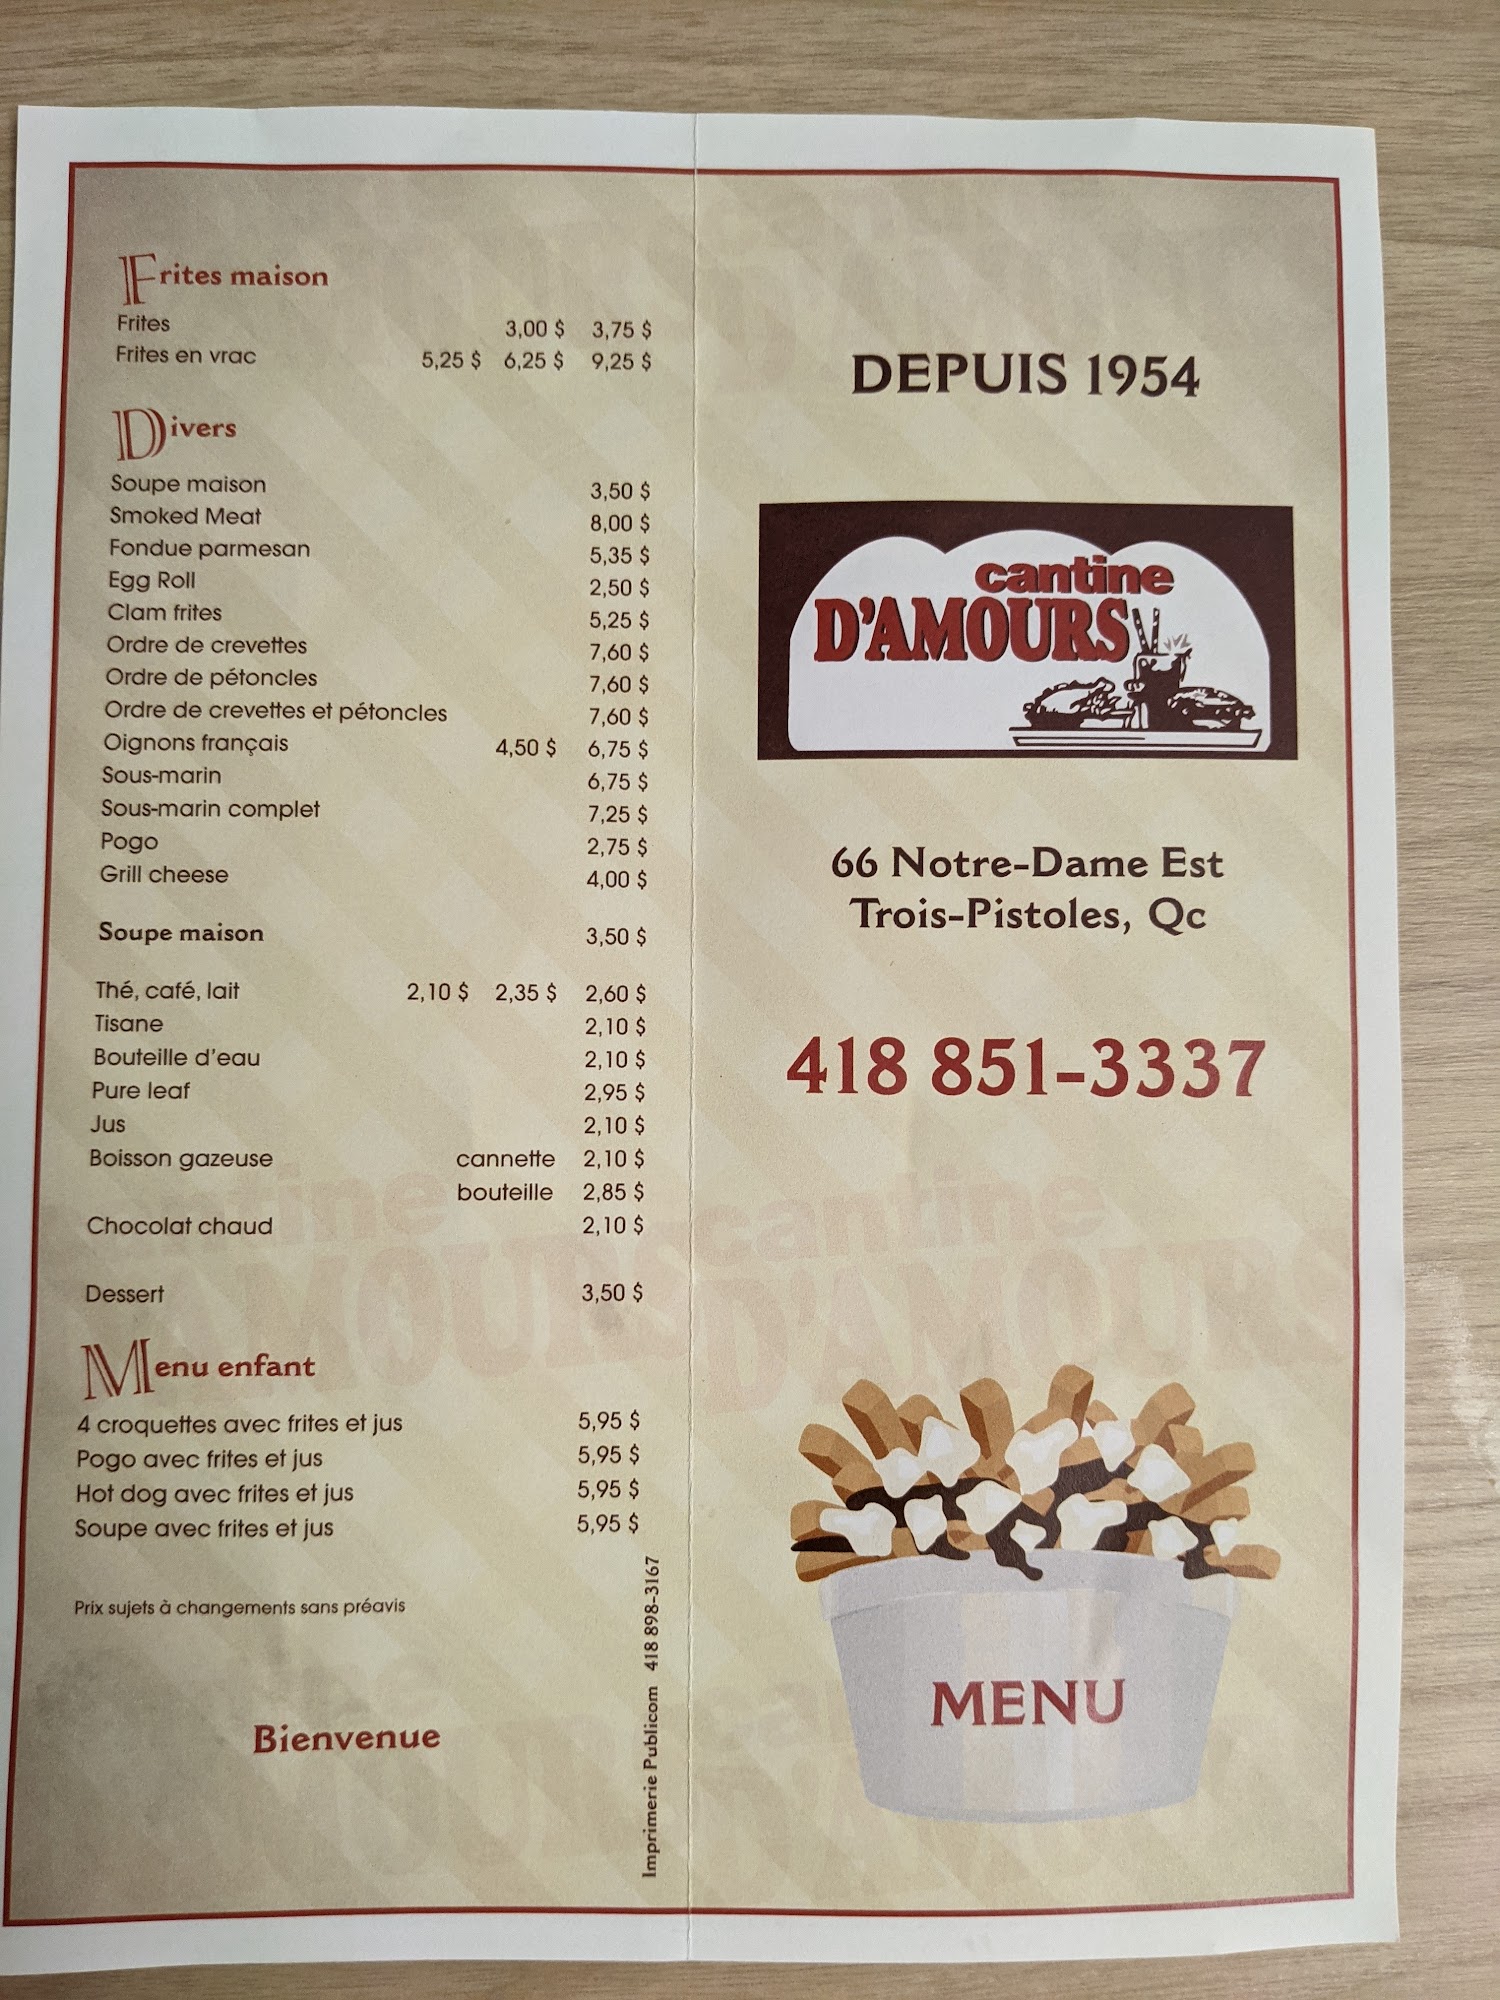 Frites maison
Frites 3,00 $ 3,75 $
Frites en vrac 5,25 $ 6,25 $ 9,25 $
Divers
Soupe maison 3,50 $
Smoked Meat 8,00 $
Fondue parmesan 5,35 $
Egg Roll 2,50 $
Clam frites 5,25 $
Ordre de crevettes 7,60 $
Ordre de pétoncles 7,60 $
Ordre de crevettes et pétoncles 7,60 $
Oignons français 4,50 $ 6,75 $
Sous-marin 6,75 $
Sous-marin complet 7,25 $
Pogo 2,75 $
Grill cheese 4,00 $
Soupe maison 3,50 $
Thé, café, lait 2,10 $ 2,35 $ 2,60 $
Tisane 2,10 $
Bouteille d'eau 2,10 $
Pure leaf 2,95 $
Jus 2,10 $
Boisson gazeuse cannette 2,10 $
bouteille 2,85 $
Chocolat chaud 2,10 $
Dessert 3,50 $
Menu enfant
4 croquettes avec frites et jus 5,95 $
Pogo avec frites et jus 5,95 $
Hot dog avec frites et jus 5,95 $
Soupe avec frites et jus 5,95 $
Prix sujets à changements sans préavis
Bienvenue
Imprimerie Publicom 418 898-3167
DEPUIS 1954
cantine
D'AMOURS
66 Notre-Dame Est
Trois-Pistoles, Qc
418 851-3337
cantine
D'AMOURS
MENU